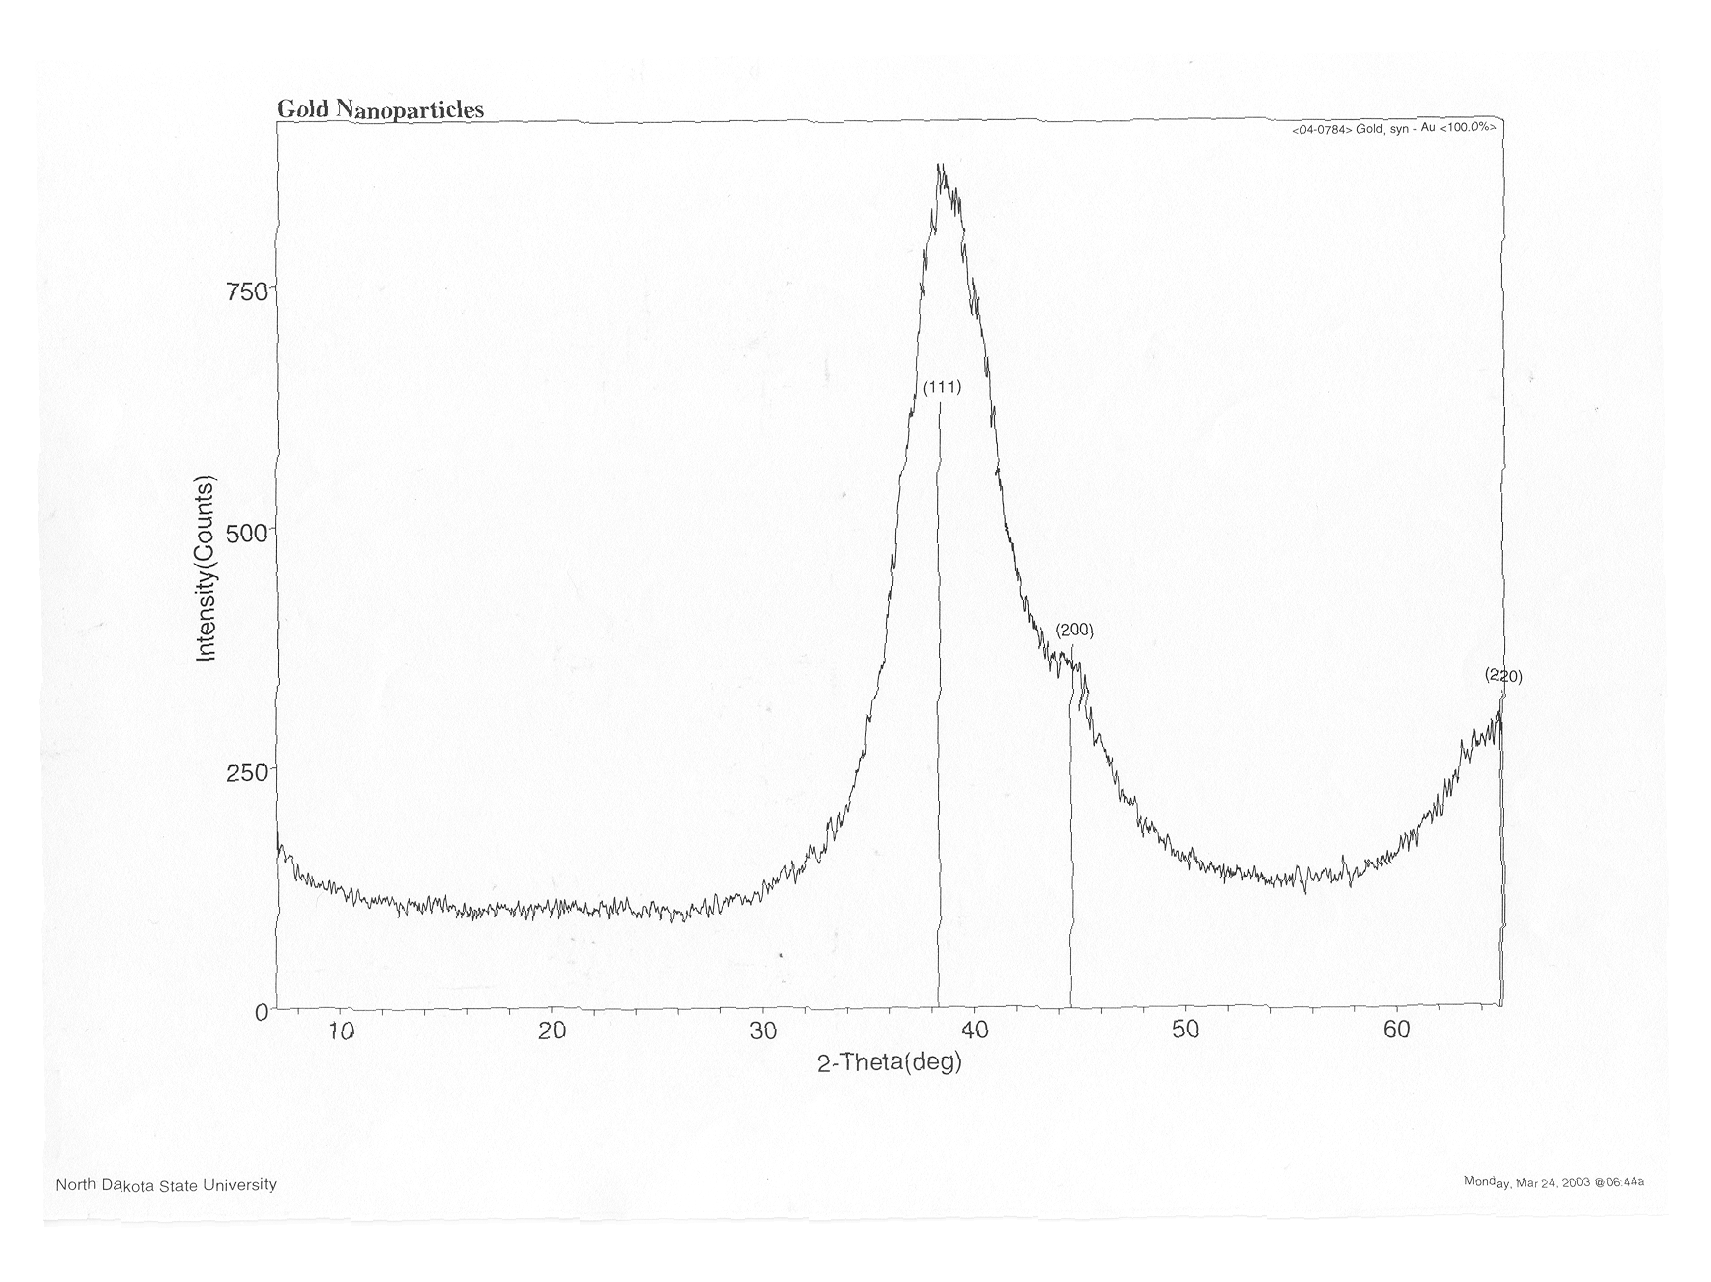 Gold Nanoparticles
<04-0784> Gold, syn - Au <100.0%>
750
(111)
Intensity(Counts)
500
(200)
(220)
250
0
10 20 30 40 50 60
2-Theta(deg)
North Dakota State University
Monday, Mar 24, 2003 @06:44a